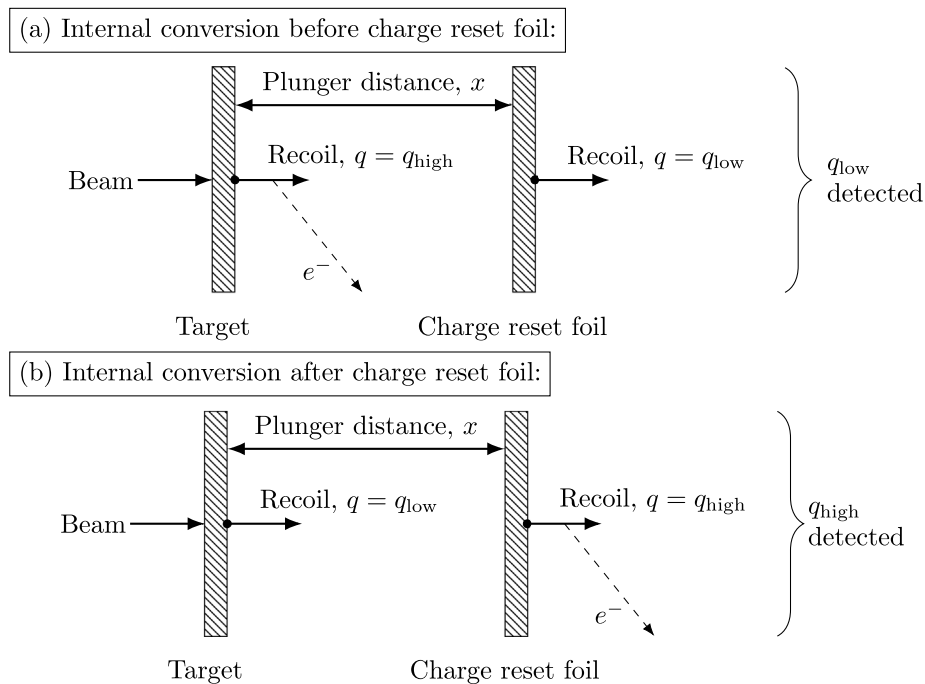 (a) Internal conversion before charge reset foil:
Plunger distance, x
Recoil, q = q_high
Recoil, q = q_low
Beam
q_low
detected
e⁻
Target
Charge reset foil
(b) Internal conversion after charge reset foil:
Plunger distance, x
Recoil, q = q_low
Recoil, q = q_high
Beam
q_high
detected
e⁻
Target
Charge reset foil